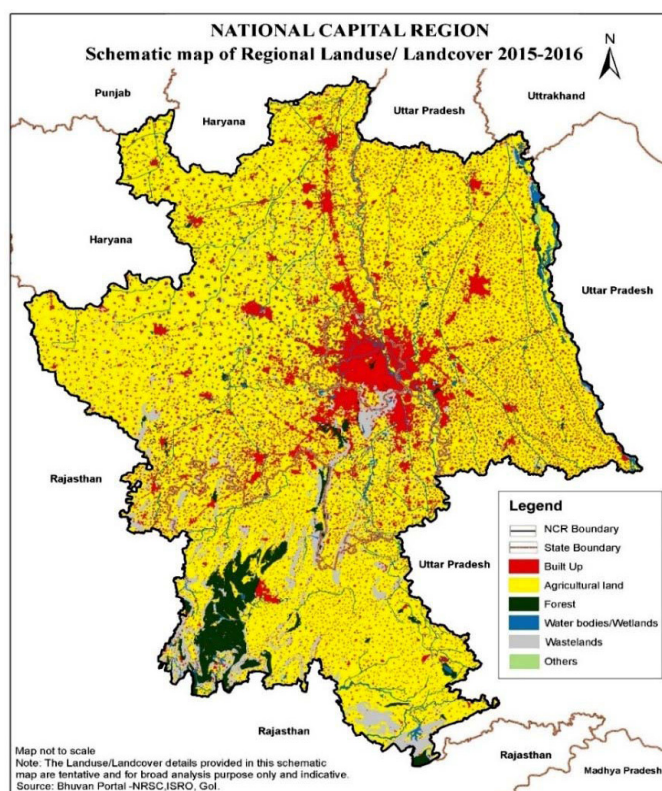 NATIONAL CAPITAL REGION
Schematic map of Regional Landuse/ Landcover 2015-2016
N
Punjab
Haryana
Uttar Pradesh
Uttrakhand
Haryana
Uttar Pradesh
Rajasthan
Uttar Pradesh
Legend
NCR Boundary
State Boundary
Built Up
Agricultural land
Forest
Water bodies/Wetlands
Wastelands
Others
Rajasthan
Rajasthan
Madhya Pradesh
Map not to scale
Note: The Landuse/Landcover details provided in this schematic
map are tentative and for broad analysis purpose only and indicative.
Source: Bhuvan Portal -NRSC,ISRO, GoI.